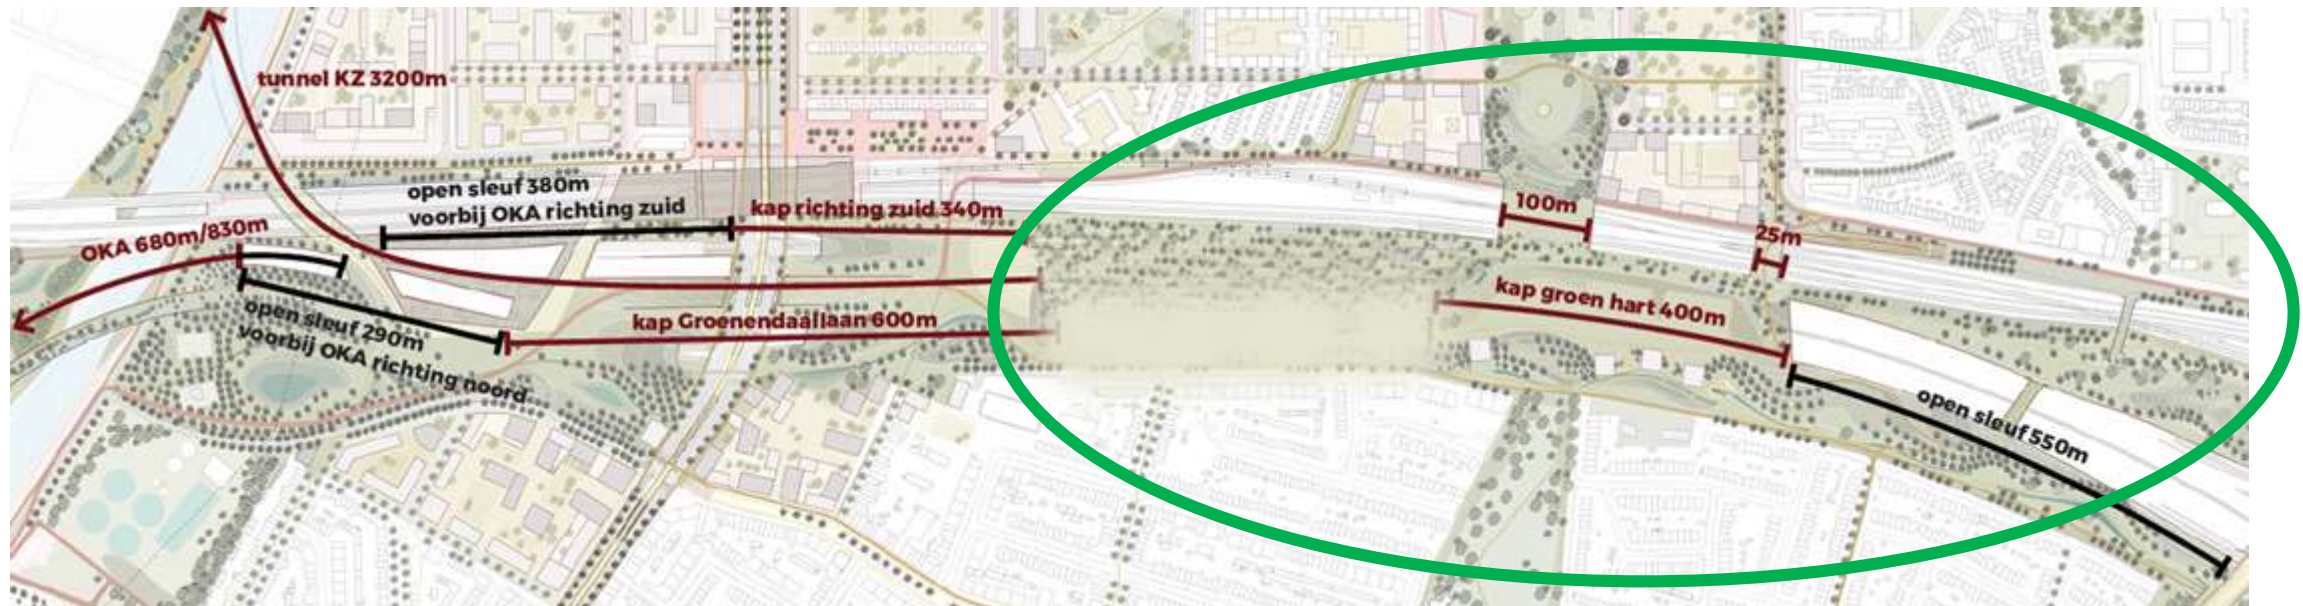 tunnel KZ 3200m
open sleuf 380m
voorbij OKA richting zuid
kap richting zuid 340m
100m
25m
OKA 680m/830m
open sleuf 290m
voorbij OKA richting noord
kap Groenendaallaan 600m
kap groen hart 400m
open sleuf 550m